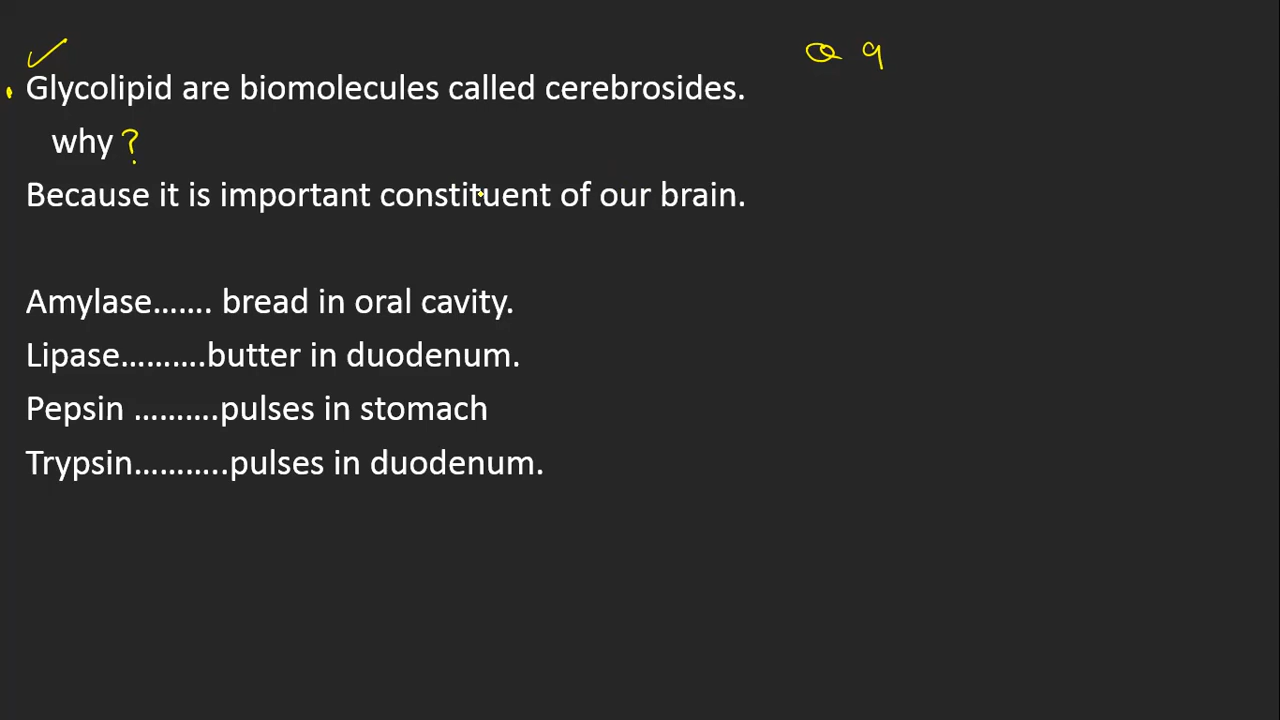 Q 9
Glycolipid are biomolecules called cerebrosides.
why ?
Because it is important constituent of our brain.
Amylase....... bread in oral cavity.
Lipase..........butter in duodenum.
Pepsin ..........pulses in stomach
Trypsin...........pulses in duodenum.